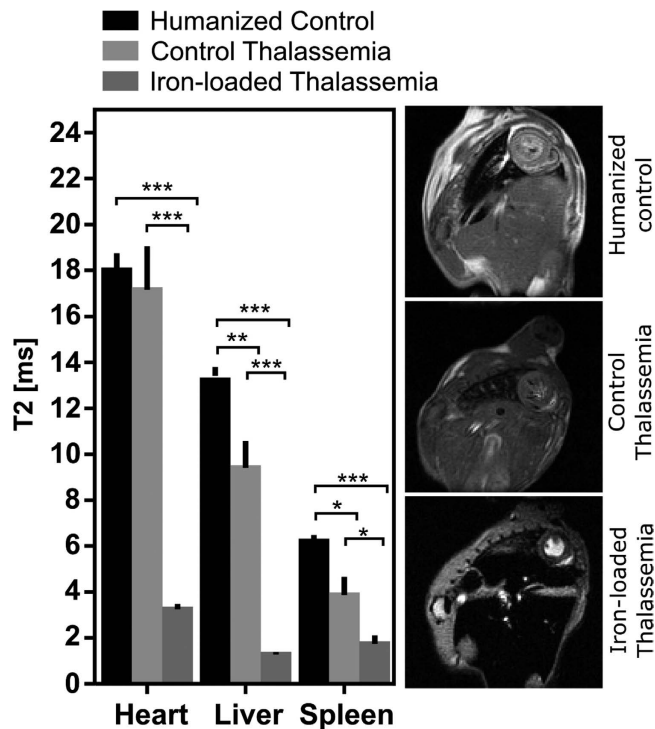 Humanized Control
Control Thalassemia
Iron-loaded Thalassemia
T2 [ms]
24
22
20
18
16
14
12
10
8
6
4
2
0
***
***
***
**
***
***
*
*
Heart Liver Spleen
Humanized
control
Control
Thalassemia
Iron-loaded
Thalassemia